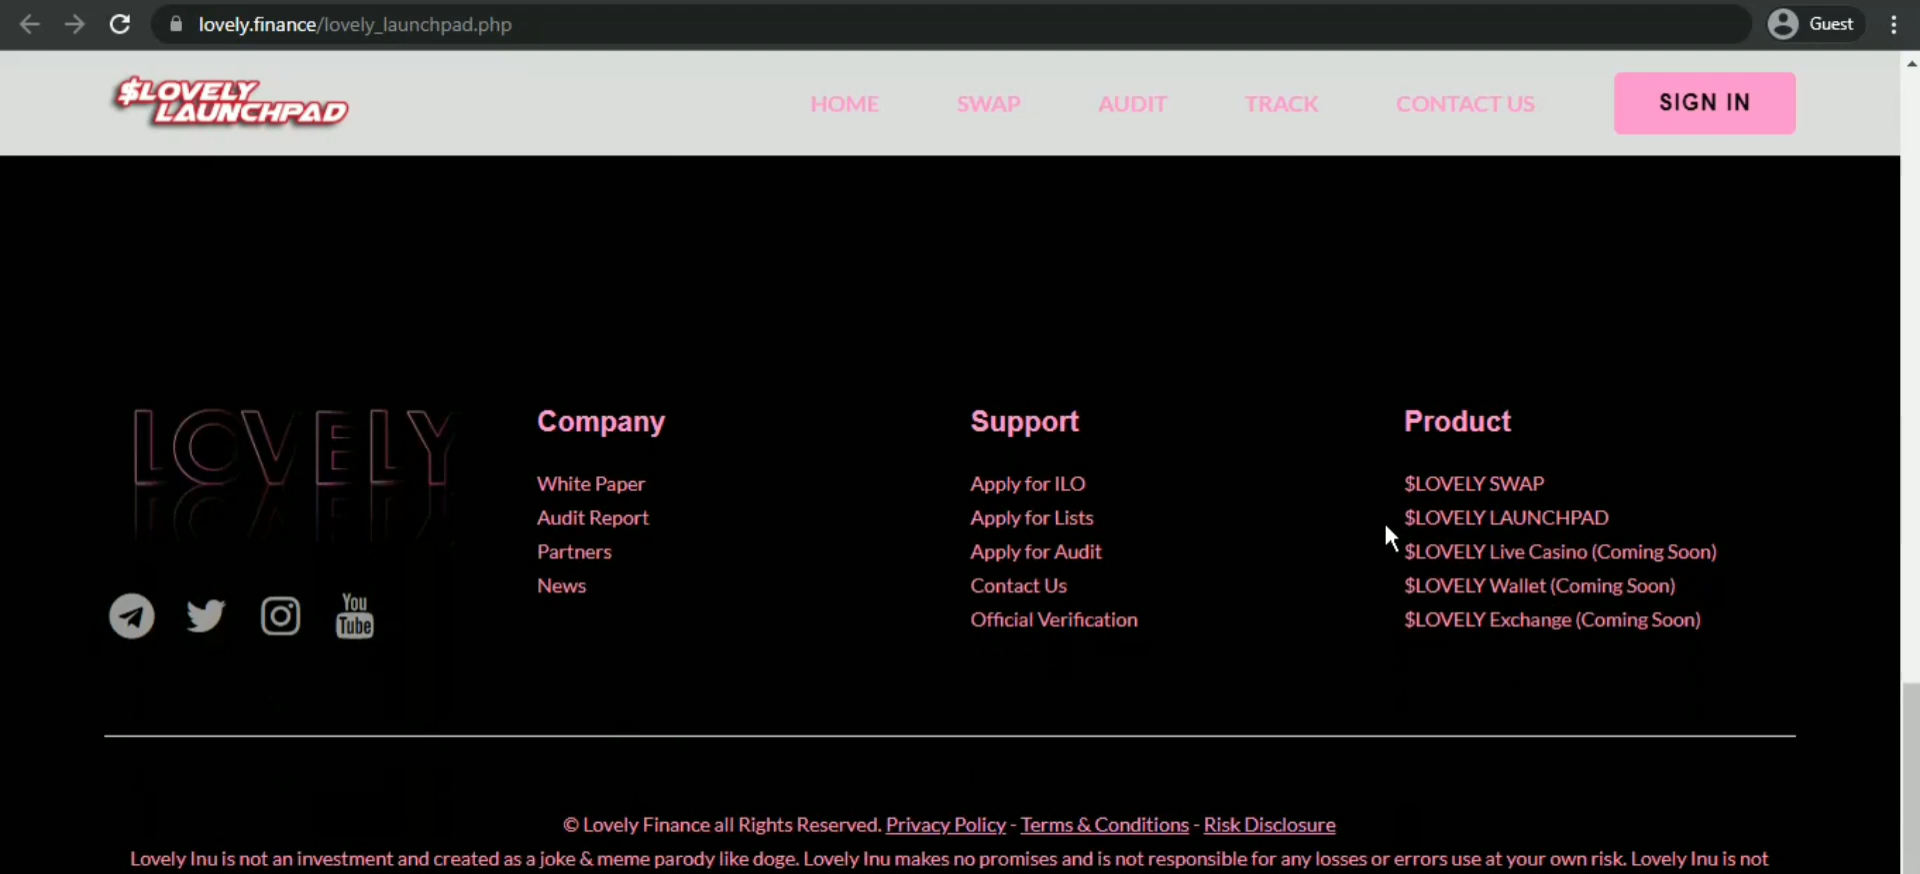 lovely.finance/lovely_launchpad.php
Guest
$LOVELY
LAUNCHPAD
HOME
SWAP
AUDIT
TRACK
CONTACT US
SIGN IN
LOVELY
You
Tube
Company
White Paper
Audit Report
Partners
News
Support
Apply for ILO
Apply for Lists
Apply for Audit
Contact Us
Official Verification
Product
$LOVELY SWAP
$LOVELY LAUNCHPAD
$LOVELY Live Casino (Coming Soon)
$LOVELY Wallet (Coming Soon)
$LOVELY Exchange (Coming Soon)
© Lovely Finance all Rights Reserved. Privacy Policy - Terms & Conditions - Risk Disclosure
Lovely Inu is not an investment and created as a joke & meme parody like doge. Lovely Inu makes no promises and is not responsible for any losses or errors use at your own risk. Lovely Inu is not